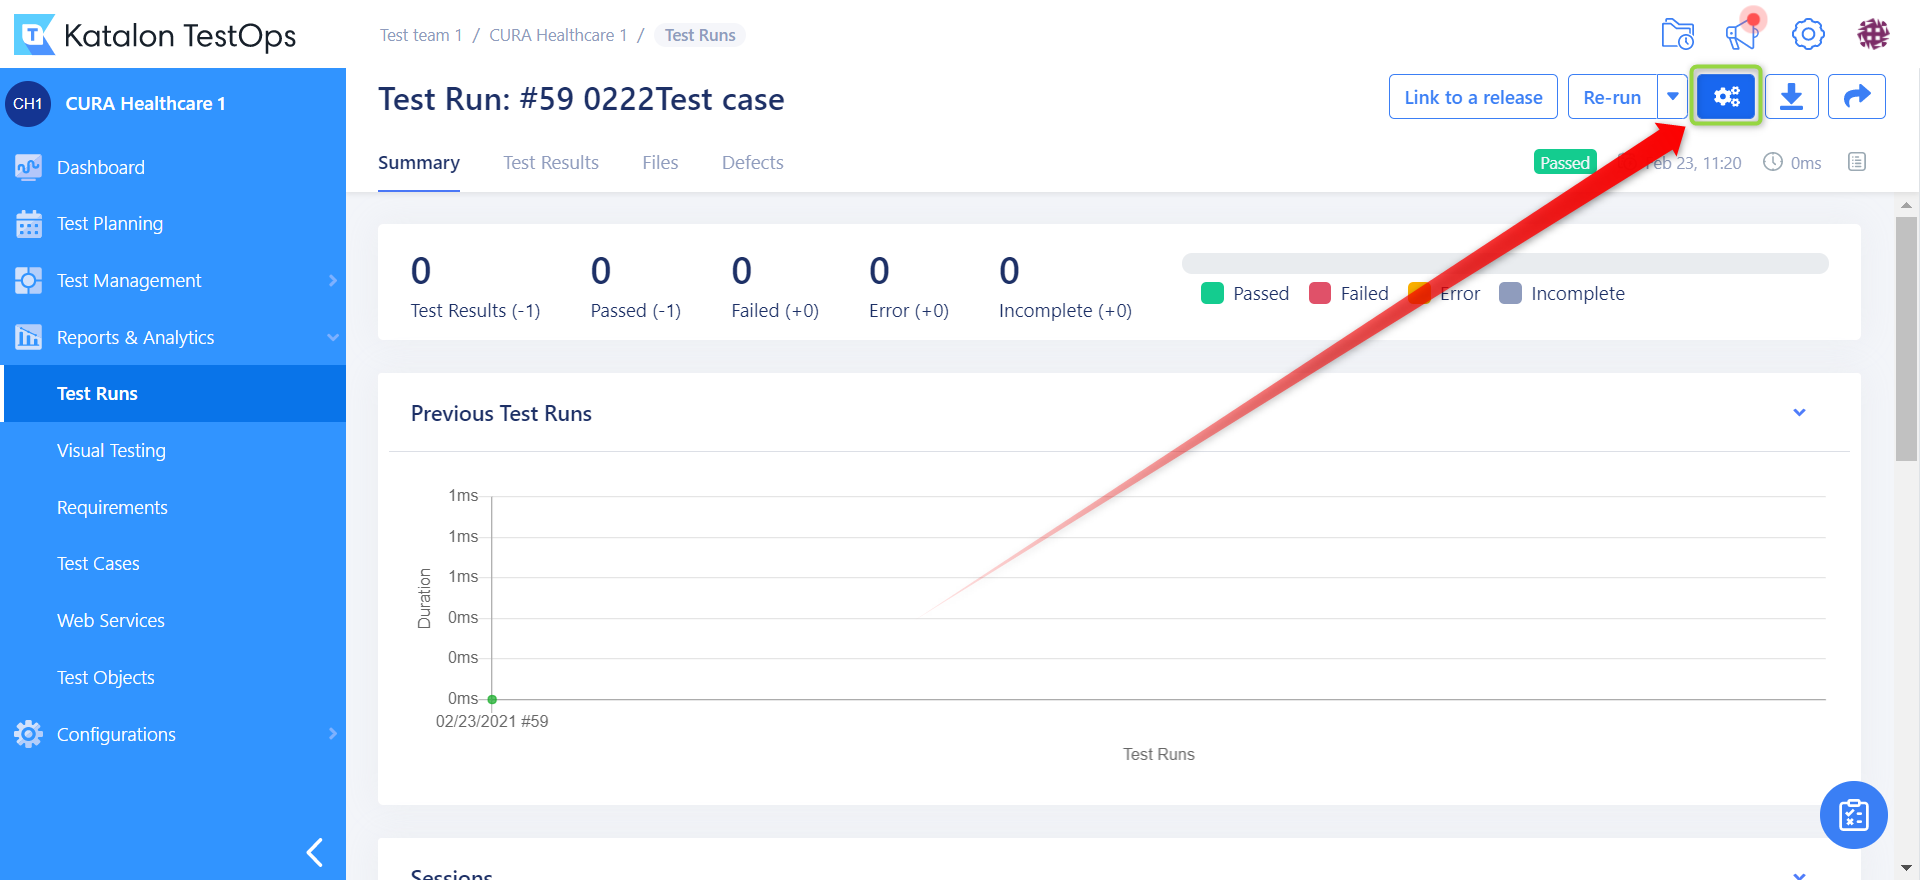 Katalon TestOps
Test team 1 / CURA Healthcare 1 / Test Runs
CH1 CURA Healthcare 1
Dashboard
Test Planning
Test Management
Reports & Analytics
Test Runs
Visual Testing
Requirements
Test Cases
Web Services
Test Objects
Configurations
Test Run: #59 0222Test case
Link to a release
Re-run
Summary Test Results Files Defects
Passed eb 23, 11:20 0ms
0 0 0 0 0
Test Results (-1) Passed (-1) Failed (+0) Error (+0) Incomplete (+0)
Passed Failed Error Incomplete
Previous Test Runs
1ms
1ms
1ms
0ms
0ms
0ms
Duration
02/23/2021 #59
Test Runs
Sessions